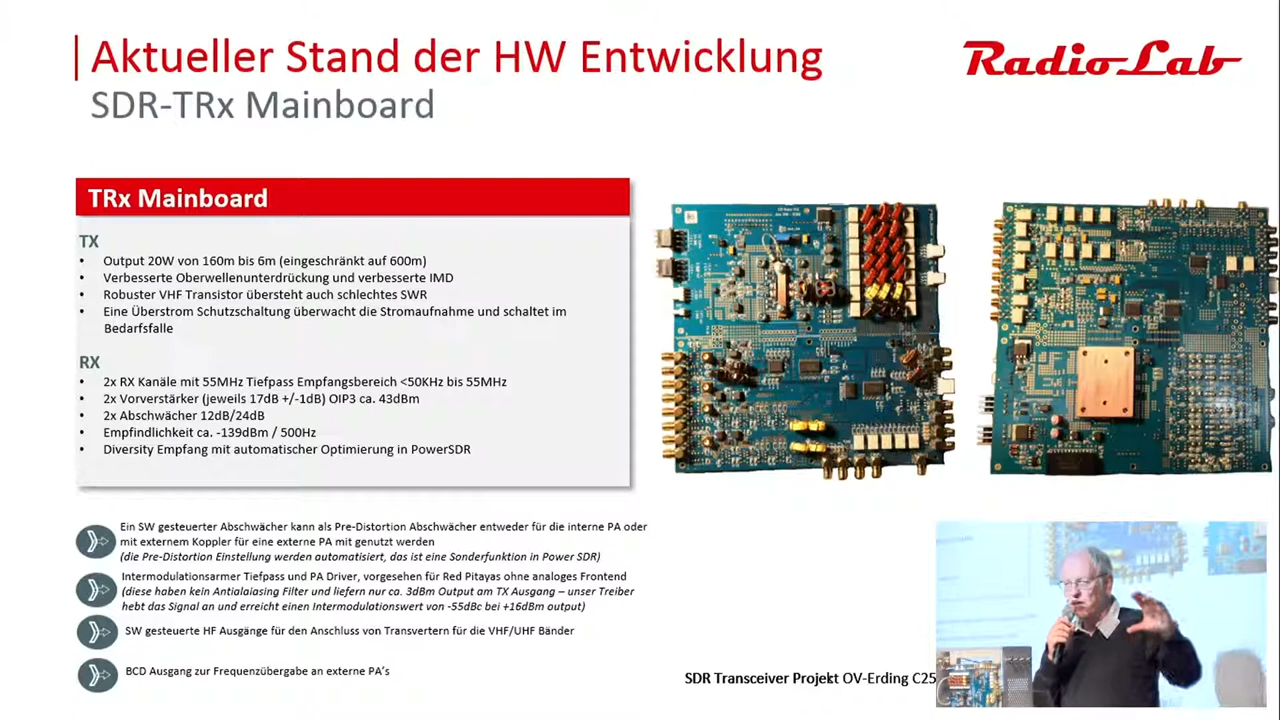 Aktueller Stand der HW Entwicklung
SDR-TRx Mainboard
RadioLab
TRx Mainboard
TX
• Output 20W von 160m bis 6m (eingeschränkt auf 600m)
• Verbesserte Oberwellenunterdrückung und verbesserte IMD
• Robuster VHF Transistor übersteht auch schlechtes SWR
• Eine Überstrom Schutzschaltung überwacht die Stromaufnahme und schaltet im
Bedarfsfalle
RX
• 2x RX Kanäle mit 55MHz Tiefpass Empfangsbereich <50KHz bis 55MHz
• 2x Vorverstärker (jeweils 17dB +/-1dB) OIP3 ca. 43dBm
• 2x Abschwächer 12dB/24dB
• Empfindlichkeit ca. -139dBm / 500Hz
• Diversity Empfang mit automatischer Optimierung in PowerSDR
Ein SW gesteuerter Abschwächer kann als Pre-Distortion Abschwächer entweder für die interne PA oder
mit externem Koppler für eine externe PA mit genutzt werden
(die Pre-Distortion Einstellung werden automatisiert, das ist eine Sonderfunktion in Power SDR)
Intermodulationsarmer Tiefpass und PA Driver, vorgesehen für Red Pitayas ohne analoges Frontend
(diese haben kein Antialaiasing Filter und liefern nur ca. 3dBm Output am TX Ausgang – unser Treiber
hebt das Signal an und erreicht einen Intermodulationswert von -55dBc bei +16dBm output)
SW gesteuerte HF Ausgänge für den Anschluss von Transvertern für die VHF/UHF Bänder
BCD Ausgang zur Frequenzübergabe an externe PA's
SDR Transceiver Projekt OV-Erding C25